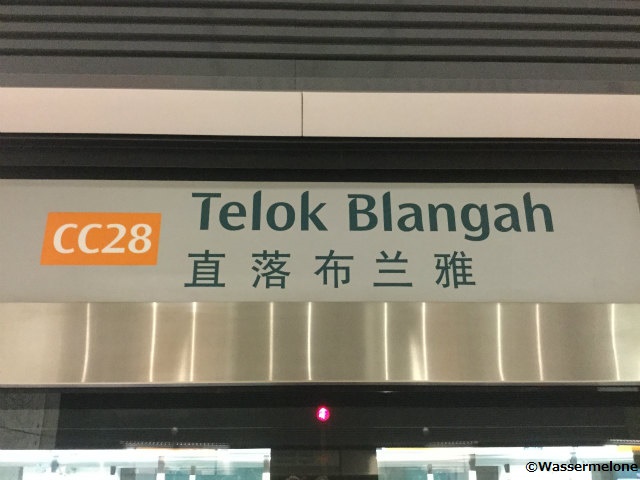 CC28
Telok Blangah
直落布兰雅
©Wassermelone